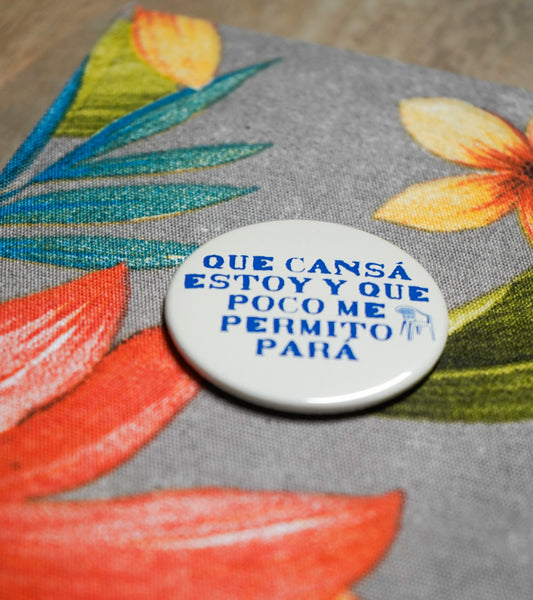 QUE CANSÁ
ESTOY Y QUE
POCO ME
PERMITO
PARÁ